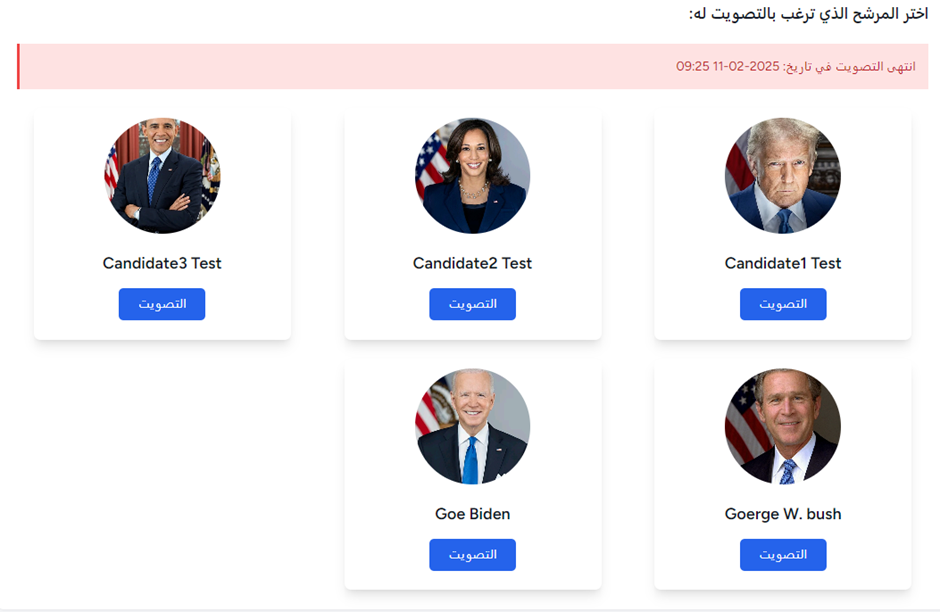 اختر المرشح الذي ترغب بالتصويت له:
انتهى التصويت في تاريخ: 2025-02-11 09:25
Candidate1 Test
التصويت
Candidate2 Test
التصويت
Candidate3 Test
التصويت
Goerge W. bush
التصويت
Goe Biden
التصويت